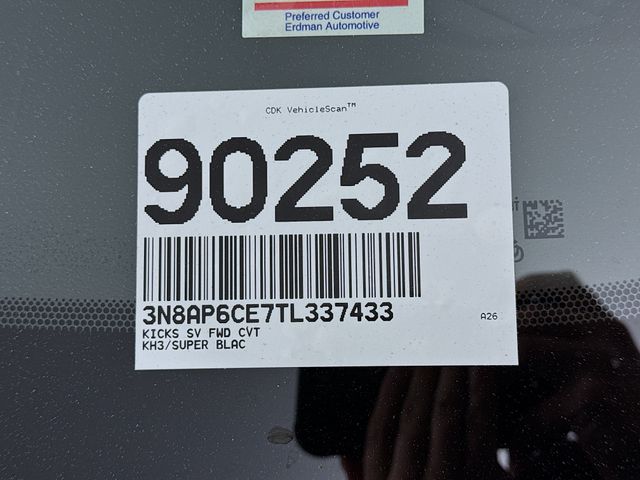 Preferred Customer
Erdman Automotive
CDK VehicleScan™
90252
3N8AP6CE7TL337433
KICKS SV FWD CVT
A26
KH3/SUPER BLAC